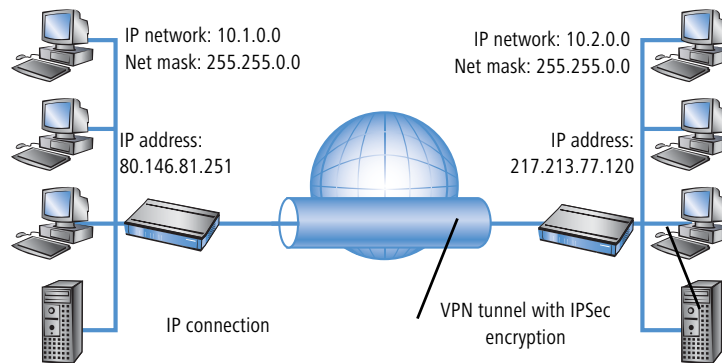 IP network: 10.1.0.0
Net mask: 255.255.0.0
IP network: 10.2.0.0
Net mask: 255.255.0.0
IP address:
80.146.81.251
IP address:
217.213.77.120
IP connection
VPN tunnel with IPSec
encryption